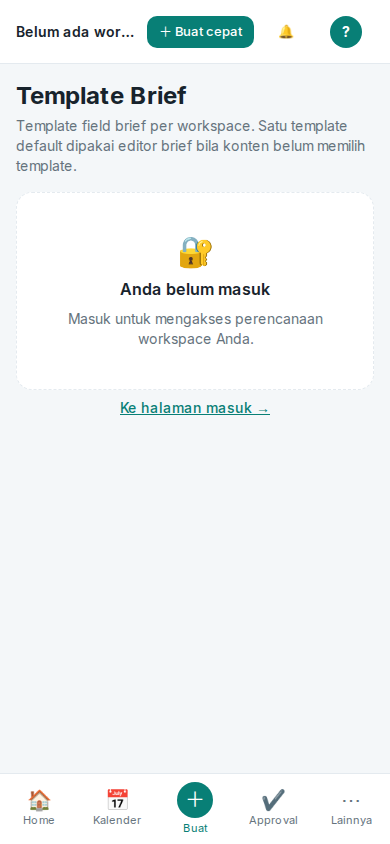 Belum ada wor...
+ Buat cepat
?
Template Brief
Template field brief per workspace. Satu template
default dipakai editor brief bila konten belum memilih
template.
Anda belum masuk
Masuk untuk mengakses perencanaan
workspace Anda.
Ke halaman masuk →
Home
Kalender
Buat
Approval
Lainnya